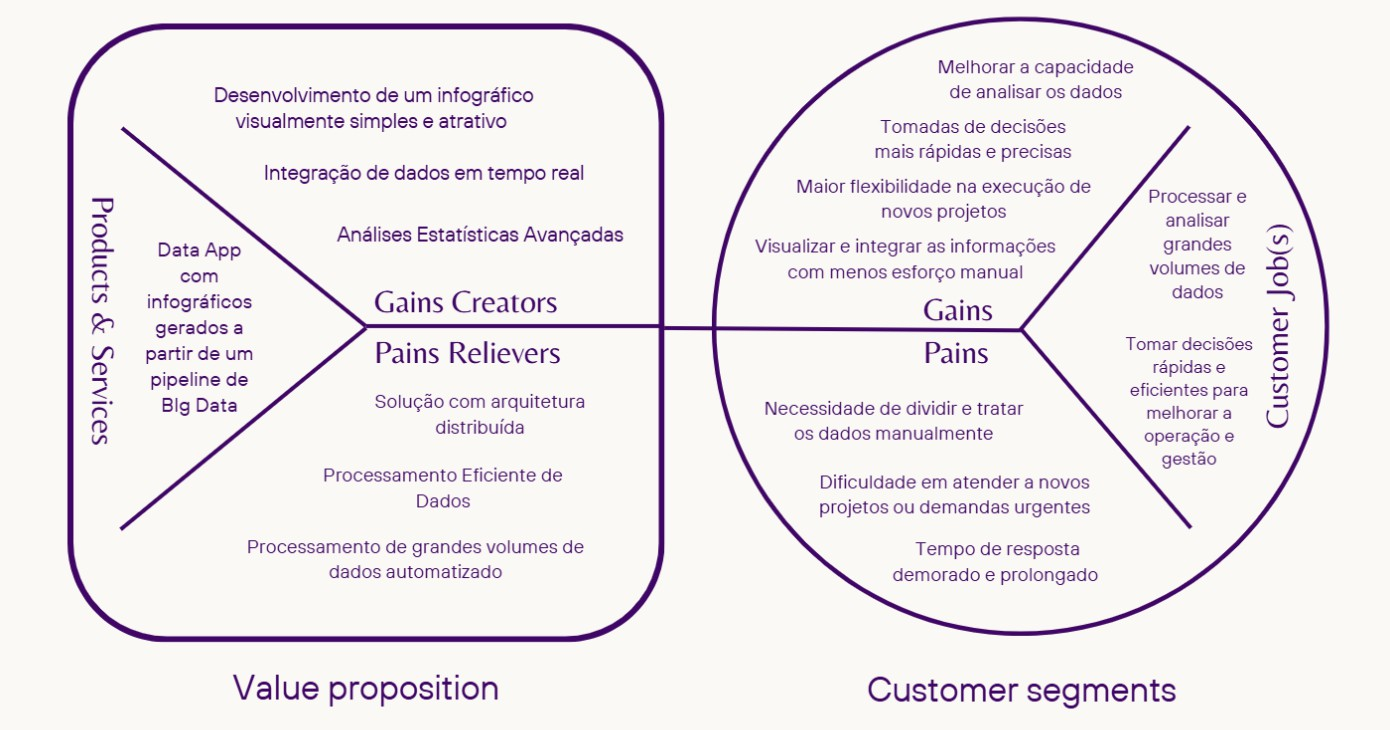 Desenvolvimento de um infográfico
visualmente simples e atrativo
Integração de dados em tempo real
Análises Estatísticas Avançadas
Gains Creators
Products & Services
Data App
com
infográficos
gerados a
partir de um
pipeline de
BIg Data
Pains Relievers
Solução com arquitetura
distribuída
Processamento Eficiente de
Dados
Processamento de grandes volumes de
dados automatizado
Value proposition
Melhorar a capacidade
de analisar os dados
Tomadas de decisões
mais rápidas e precisas
Maior flexibilidade na execução de
novos projetos
Visualizar e integrar as informações
com menos esforço manual
Gains
Pains
Necessidade de dividir e tratar
os dados manualmente
Dificuldade em atender a novos
projetos ou demandas urgentes
Tempo de resposta
demorado e prolongado
Processar e
analisar
grandes
volumes de
dados
Tomar decisões
rápidas e
eficientes para
melhorar a
operação e
gestão
Customer Job(s)
Customer segments